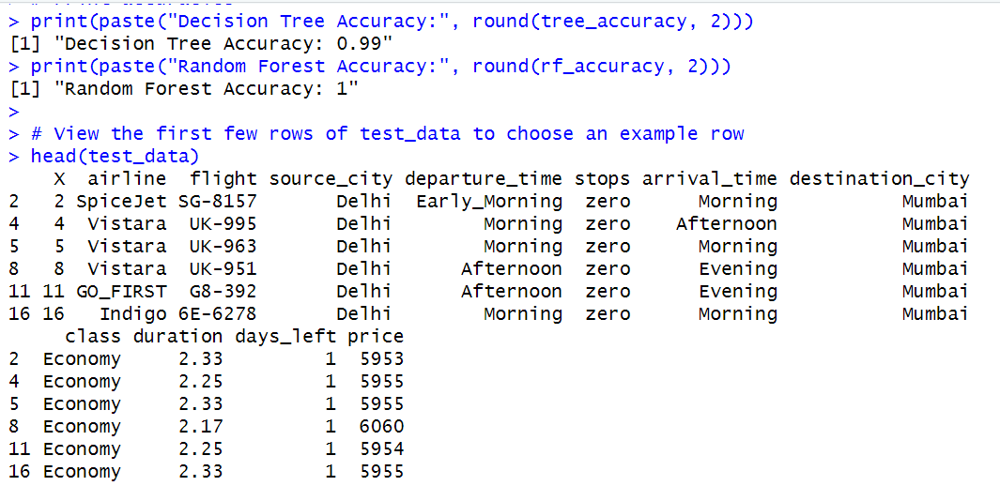 > print(paste("Decision Tree Accuracy:", round(tree_accuracy, 2)))
[1] "Decision Tree Accuracy: 0.99"
> print(paste("Random Forest Accuracy:", round(rf_accuracy, 2)))
[1] "Random Forest Accuracy: 1"
>
> # View the first few rows of test_data to choose an example row
> head(test_data)
    X  airline  flight source_city departure_time stops arrival_time destination_city
2   2 SpiceJet SG-8157       Delhi  Early_Morning  zero      Morning           Mumbai
4   4  Vistara  UK-995       Delhi        Morning  zero    Afternoon           Mumbai
5   5  Vistara  UK-963       Delhi        Morning  zero      Morning           Mumbai
8   8  Vistara  UK-951       Delhi      Afternoon  zero      Evening           Mumbai
11 11 GO_FIRST  G8-392       Delhi      Afternoon  zero      Evening           Mumbai
16 16   Indigo 6E-6278       Delhi        Morning  zero      Morning           Mumbai
     class duration days_left price
2  Economy     2.33         1  5953
4  Economy     2.25         1  5955
5  Economy     2.33         1  5955
8  Economy     2.17         1  6060
11 Economy     2.25         1  5954
16 Economy     2.33         1  5955